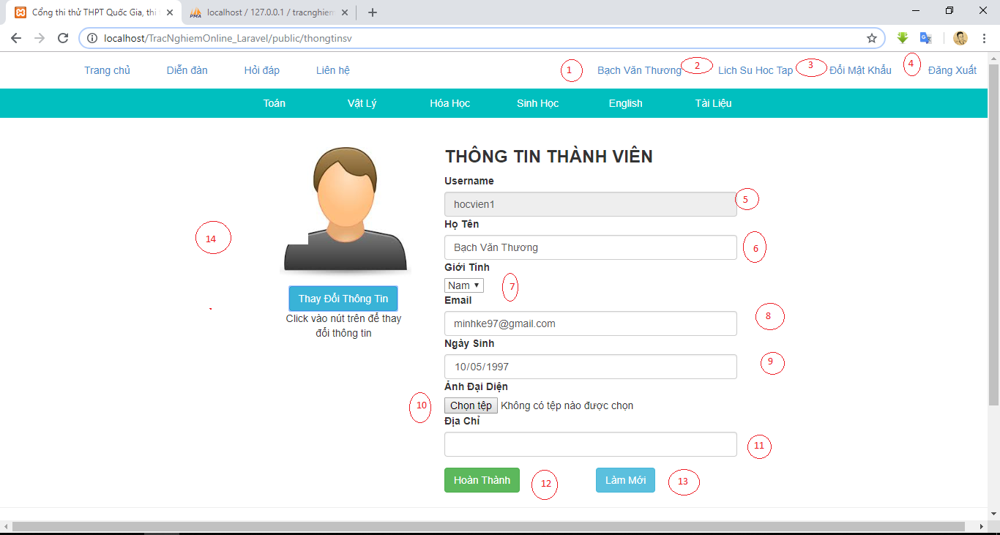 Cổng thi thử THPT Quốc Gia, thi
localhost / 127.0.0.1 / tracnghiem
localhost/TracNghiemOnline_Laravel/public/thongtinsv
Trang chủ Diễn đàn Hỏi đáp Liên hệ 1 Bạch Văn Thương 2 Lich Su Hoc Tap 3 Đổi Mật Khẩu 4 Đăng Xuất
Toán Vật Lý Hóa Học Sinh Học English Tài Liệu
THÔNG TIN THÀNH VIÊN
Username
hocvien1 5
Họ Tên
14
Bạch Văn Thương 6
Giới Tính
Nam 7
Thay Đổi Thông Tin
Click vào nút trên để thay
đổi thông tin
Email
minhke97@gmail.com 8
Ngày Sinh
10/05/1997 9
Ảnh Đại Diện
10 Chọn tệp Không có tệp nào được chọn
Địa Chỉ
11
Hoàn Thành 12 Làm Mới 13